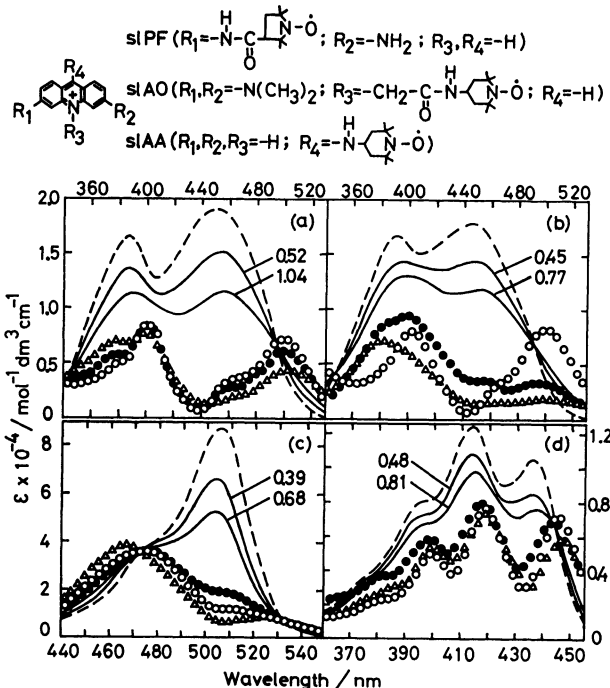 slPF (R1=-N-C ; R2=-NH2 ; R3,R4=-H)
H
O
N-Ȯ
R4
+
N
R1
R2
R3
slAO (R1,R2=-N(CH3)2; R3=-CH2-C-N ; R4=-H)
O
H
N-Ȯ
slAA (R1,R2,R3=-H; R4=-N )
H
N-Ȯ
360 400 440 480 520
360 400 440 480 520
2.0
1.5
1.0
0.5
0
(a)
0.52
1.04
(b)
0.45
0.77
8
6
4
2
0
(c)
0.39
0.68
(d)
0.48
0.81
1.2
0.8
0.4
ε × 10⁻⁴ / mol⁻¹ dm³ cm⁻¹
440 480 500 540
370 390 410 430 450
Wavelength / nm